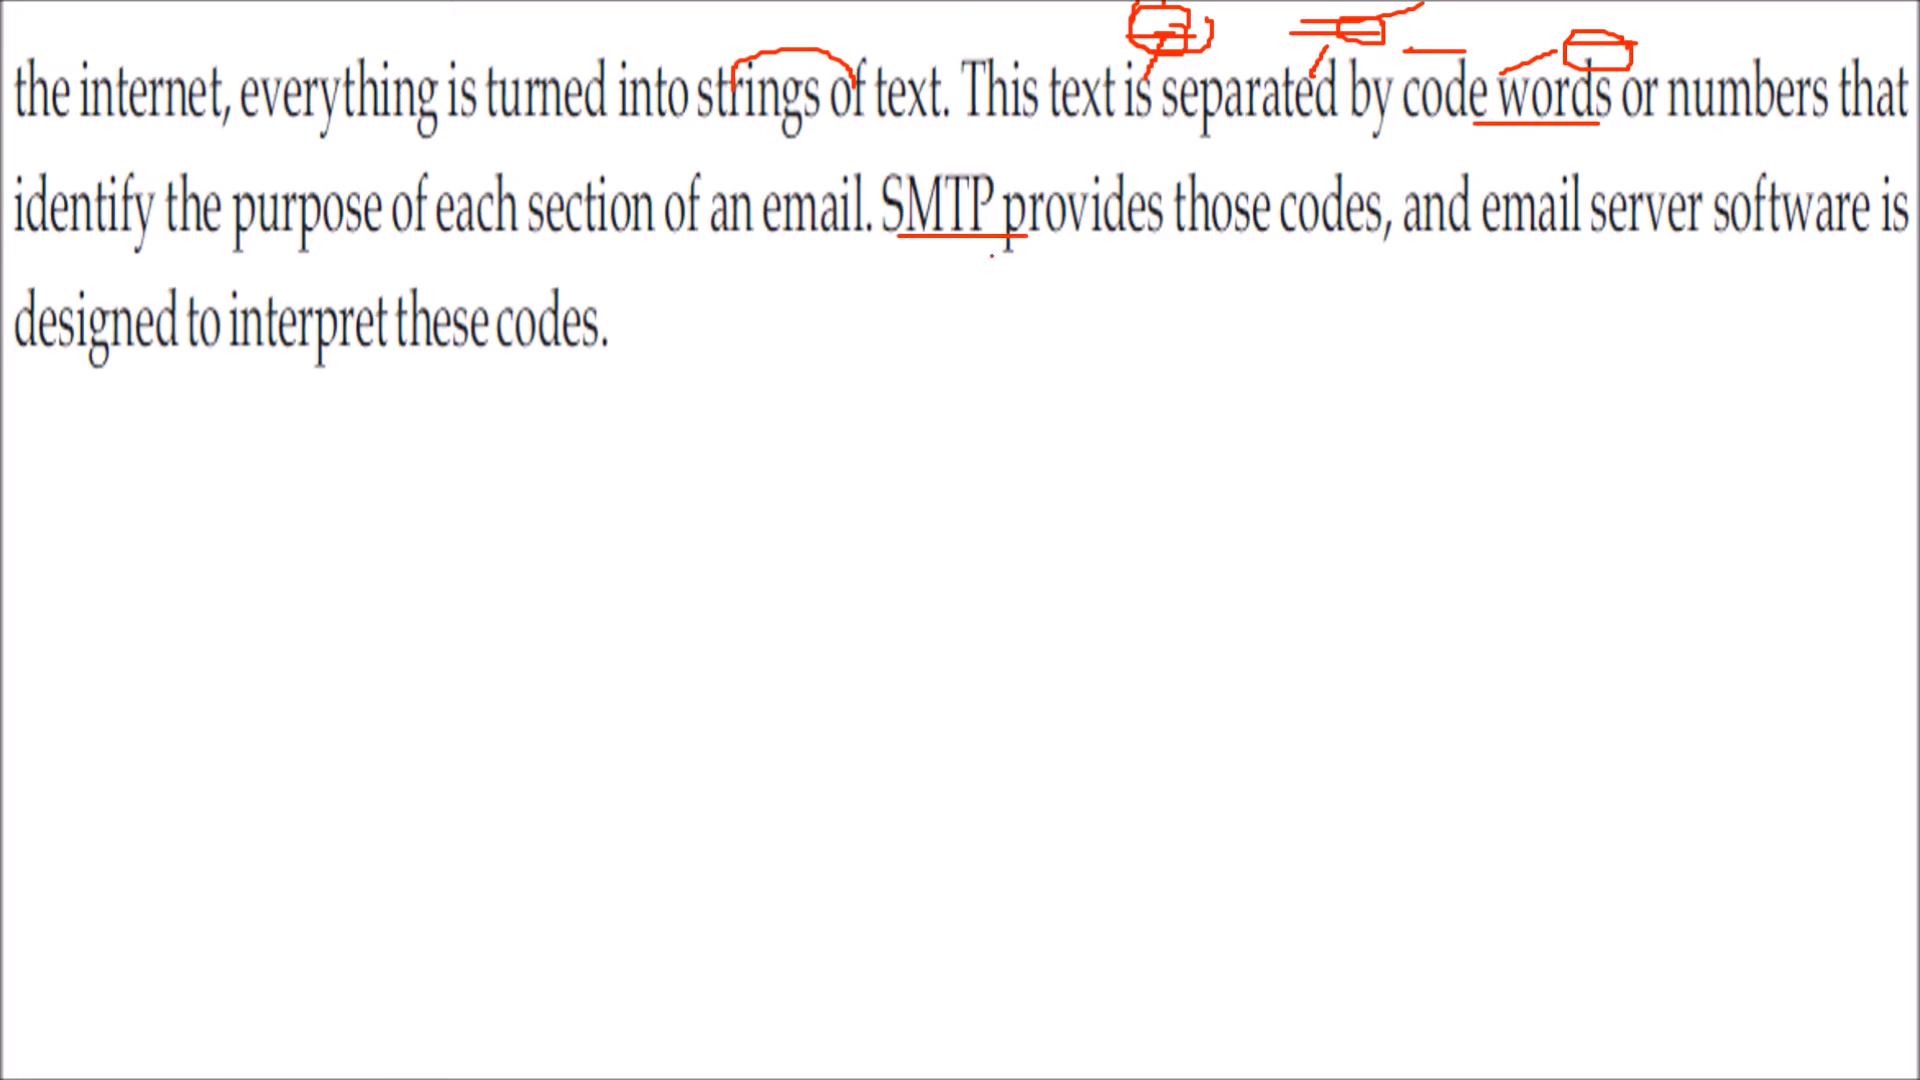 the internet, everything is turned into strings of text. This text is separated by code words or numbers that
identify the purpose of each section of an email. SMTP provides those codes, and email server software is
designed to interpret these codes.